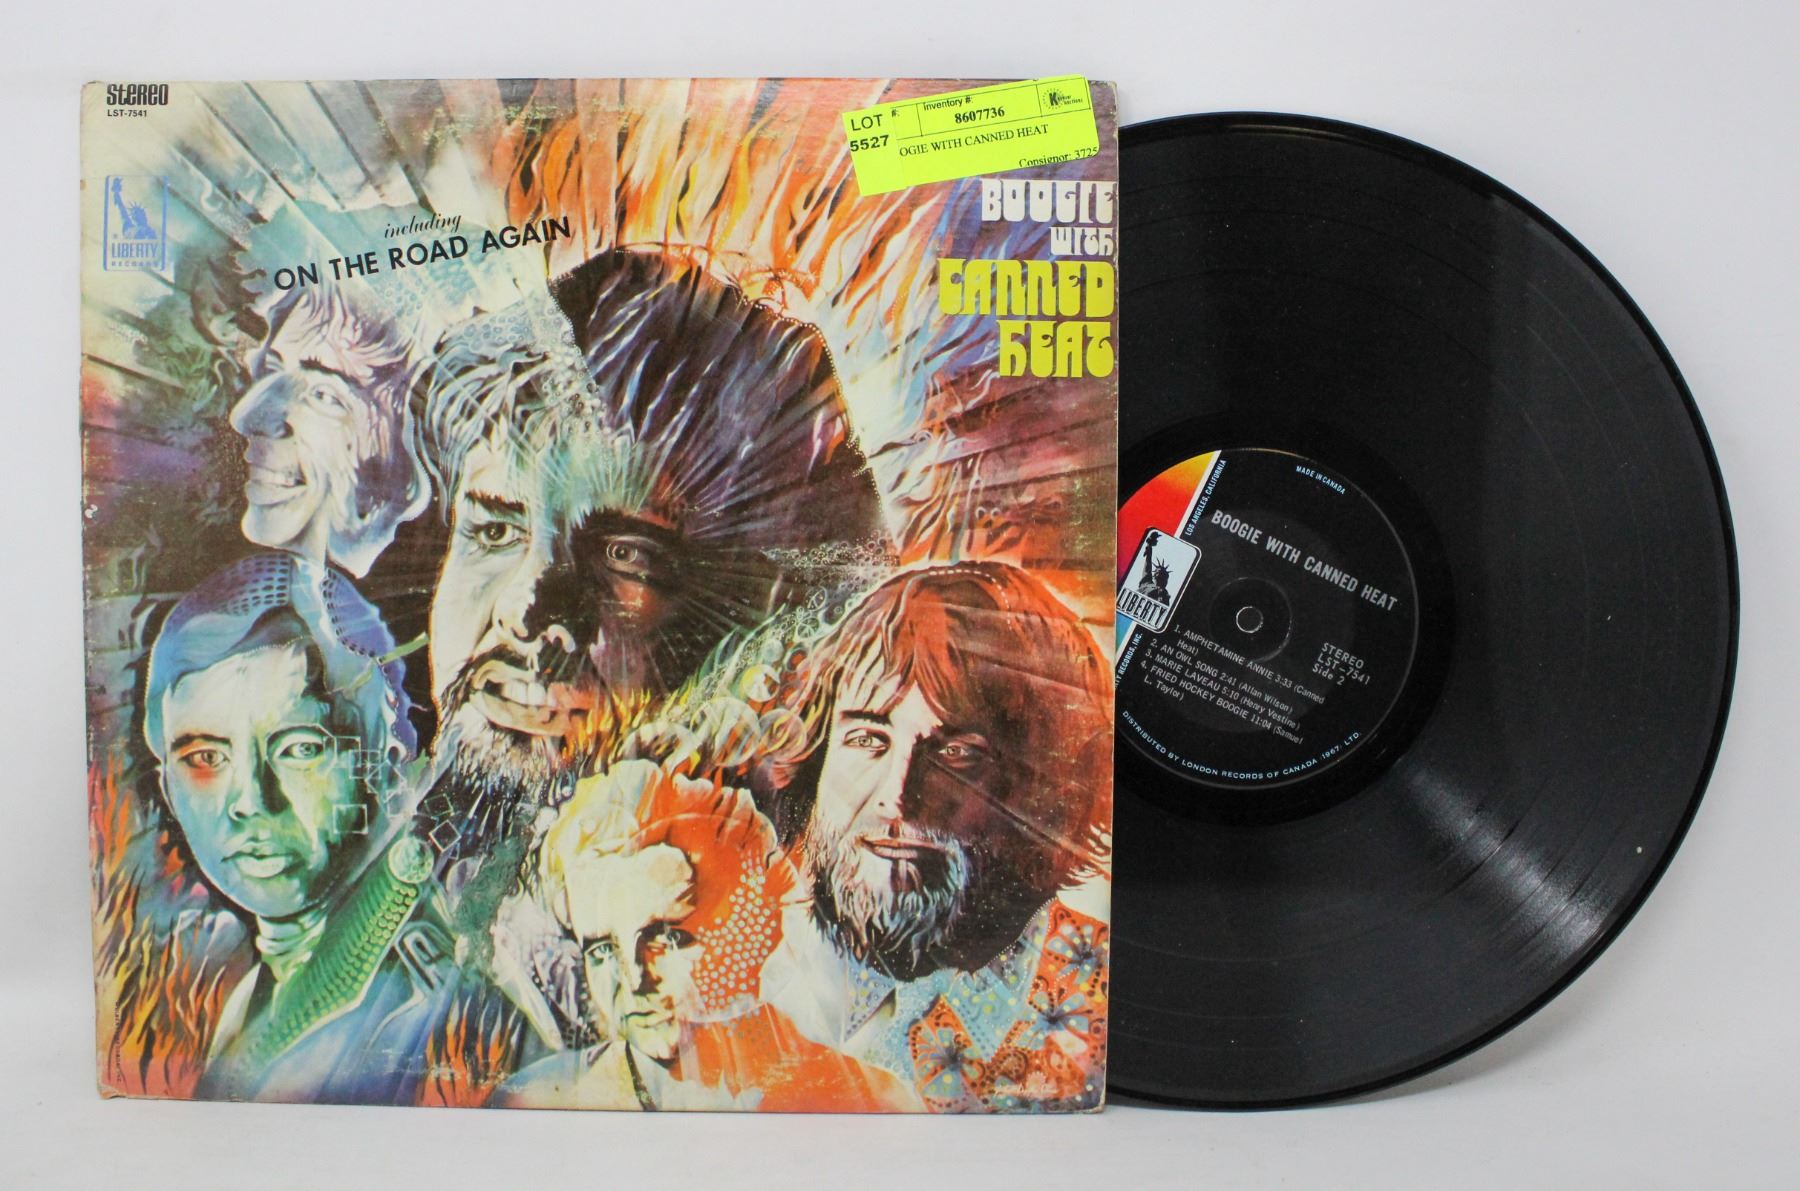 STEREO
LST-7541
LIBERTY
RECORDS
including
ON THE ROAD AGAIN
LOT #:
5527
Inventory #:
8607736
OGIE WITH CANNED HEAT
Consignor: 3725
BOOGIE
WITH
CANNED
HEAT
MADE IN CANADA
LOS ANGELES, CALIFORNIA
BOOGIE WITH CANNED HEAT
LIBERTY
STEREO
LST-7541
Side 2
1. AMPHETAMINE ANNIE 3:33 (Canned
Heat)
2. AN OWL SONG 2:41 (Allan Wilson)
3. MARIE LAVEAU 5:10 (Henry Vestine)
4. FRIED HOCKEY BOOGIE 11:04 (Samuel
L. Taylor)
RECORDS, INC.
DISTRIBUTED BY LONDON RECORDS OF CANADA 1967, LTD.